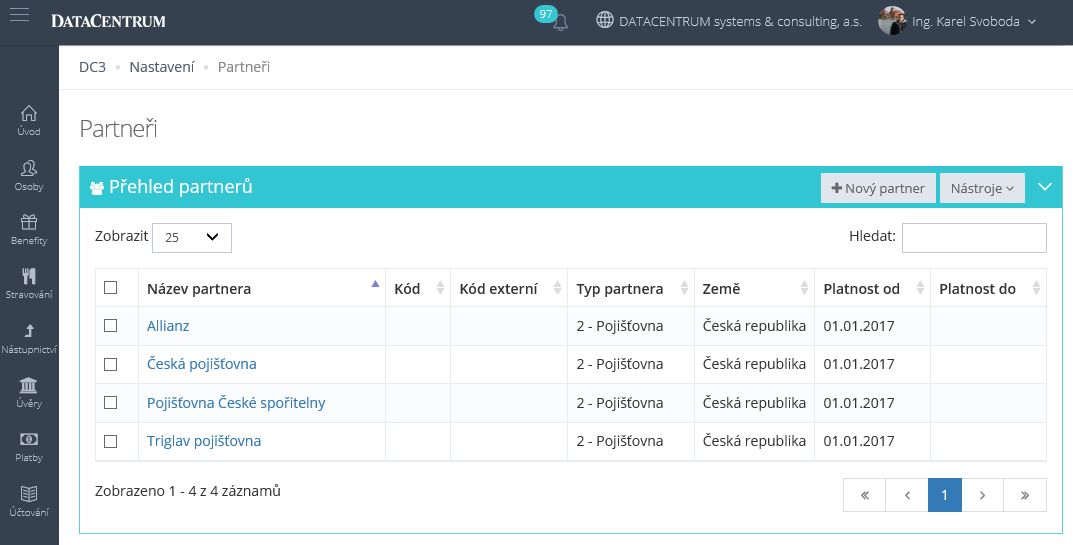 DATACENTRUM
97
DATACENTRUM systems & consulting, a.s.
Ing. Karel Svoboda
DC3 Nastavení Partneři
Úvod
Osoby
Benefity
Stravování
Nástupnictví
Úvěry
Platby
Účtování
Partneři
Přehled partnerů
Nový partner
Nástroje
Zobrazit 25
Hledat:
Název partnera Kód Kód externí Typ partnera Země Platnost od Platnost do
Allianz 2 - Pojišťovna Česká republika 01.01.2017
Česká pojišťovna 2 - Pojišťovna Česká republika 01.01.2017
Pojišťovna České spořitelny 2 - Pojišťovna Česká republika 01.01.2017
Triglav pojišťovna 2 - Pojišťovna Česká republika 01.01.2017
Zobrazeno 1 - 4 z 4 záznamů
« ‹ 1 › »